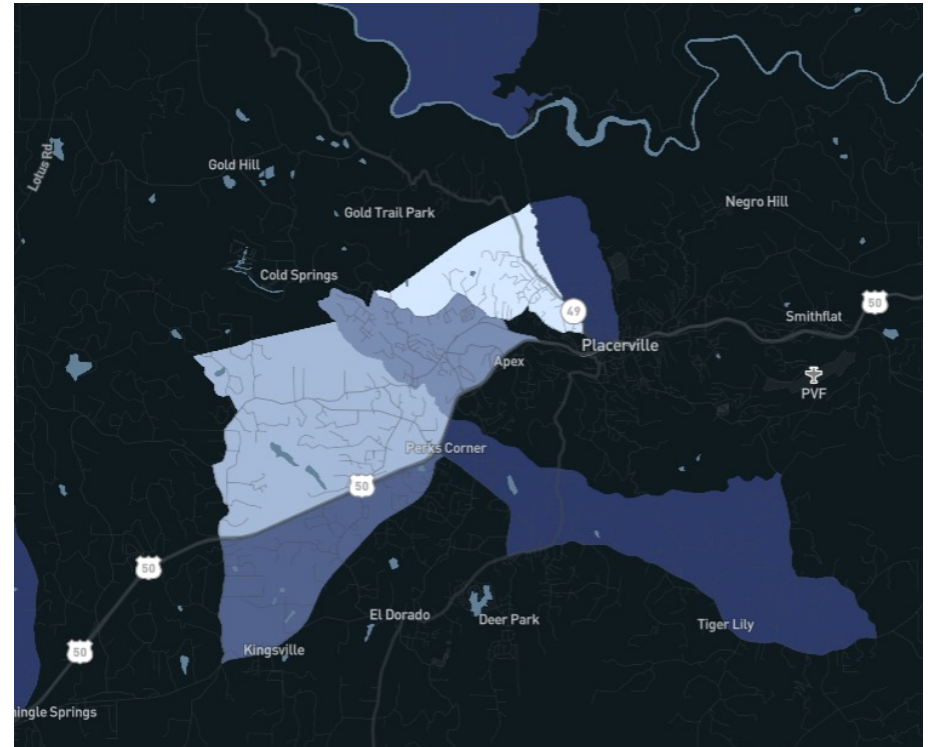 Lotus Rd
Gold Hill
Gold Trail Park
Negro Hill
Cold Springs
50
49
Smithflat
Placerville
Apex
PVF
Perks Corner
50
50
El Dorado
Deer Park
Tiger Lily
Kingsville
50
ingle Springs